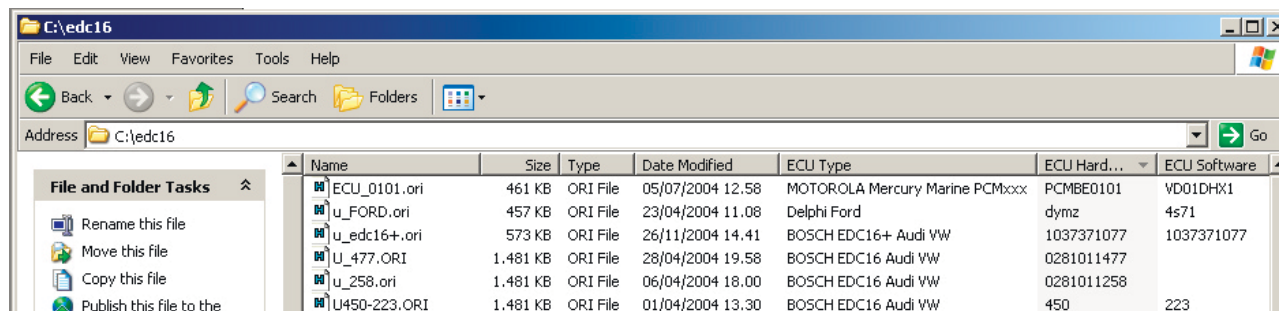 C:\edc16
File Edit View Favorites Tools Help
Back Search Folders
Address C:\edc16 Go
Name Size Type Date Modified ECU Type ECU Hard... ECU Software
File and Folder Tasks
ECU_0101.ori 461 KB ORI File 05/07/2004 12.58 MOTOROLA Mercury Marine PCMxxx PCMBE0101 VD01DHX1
u_FORD.ori 457 KB ORI File 23/04/2004 11.08 Delphi Ford dymz 4s71
Rename this file
u_edc16+.ori 573 KB ORI File 26/11/2004 14.41 BOSCH EDC16+ Audi VW 1037371077 1037371077
Move this file
U_477.ORI 1.481 KB ORI File 28/04/2004 19.58 BOSCH EDC16 Audi VW 0281011477
Copy this file
u_258.ori 1.481 KB ORI File 06/04/2004 18.00 BOSCH EDC16 Audi VW 0281011258
Publish this file to the
U450-223.ORI 1.481 KB ORI File 01/04/2004 13.30 BOSCH EDC16 Audi VW 450 223